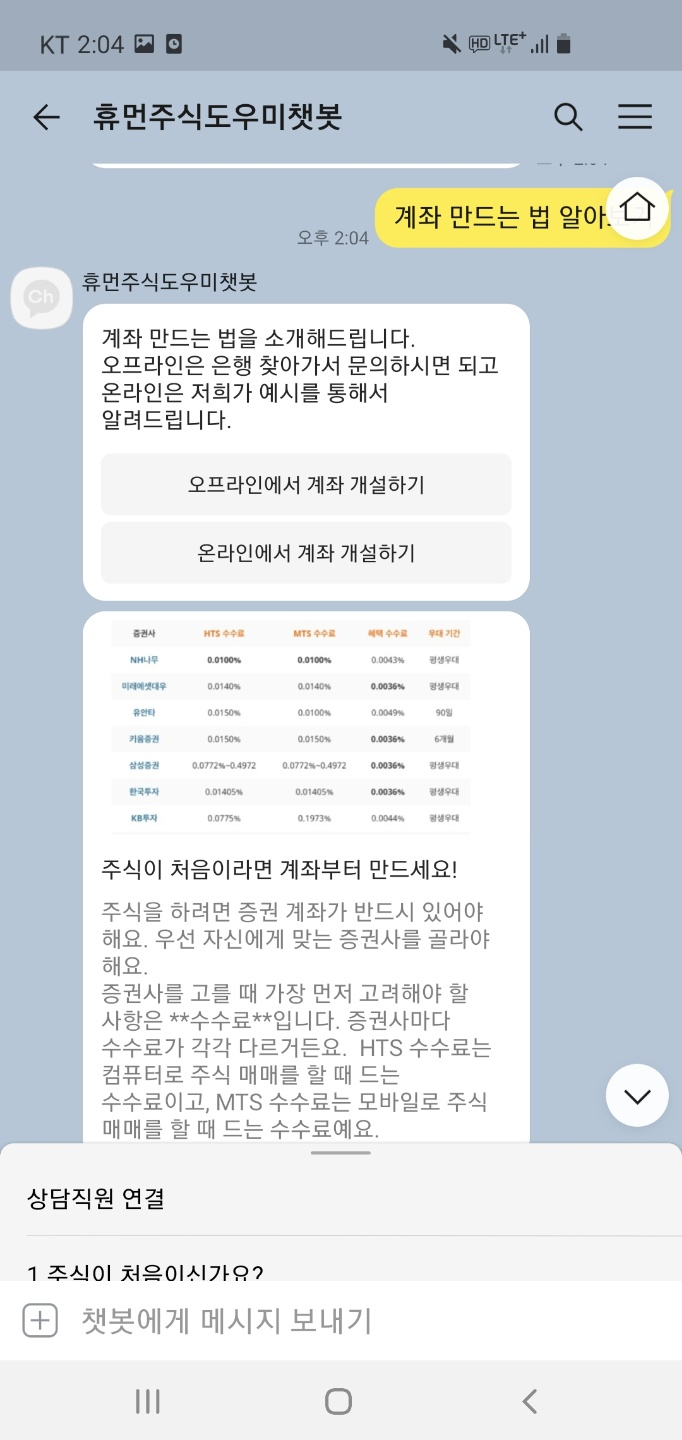 KT 2:04
HD LTE+
휴먼주식도우미챗봇
계좌 만드는 법 알아
오후 2:04
Ch
휴먼주식도우미챗봇
계좌 만드는 법을 소개해드립니다.
오프라인은 은행 찾아가서 문의하시면 되고
온라인은 저희가 예시를 통해서
알려드립니다.
오프라인에서 계좌 개설하기
온라인에서 계좌 개설하기
증권사 HTS 수수료 MTS 수수료 혜택 수수료 우대 기간
NH나무 0.0100% 0.0100% 0.0043% 평생우대
미래에셋대우 0.0140% 0.0140% 0.0036% 평생우대
유안타 0.0150% 0.0100% 0.0049% 90일
키움증권 0.0150% 0.0150% 0.0036% 6개월
삼성증권 0.0772%~0.4972 0.0772%~0.4972 0.0036% 평생우대
한국투자 0.01405% 0.01405% 0.0036% 평생우대
KB투자 0.0775% 0.1973% 0.0044% 평생우대
주식이 처음이라면 계좌부터 만드세요!
주식을 하려면 증권 계좌가 반드시 있어야
해요. 우선 자신에게 맞는 증권사를 골라야
해요.
증권사를 고를 때 가장 먼저 고려해야 할
사항은 **수수료**입니다. 증권사마다
수수료가 각각 다르거든요. HTS 수수료는
컴퓨터로 주식 매매를 할 때 드는
수수료이고, MTS 수수료는 모바일로 주식
매매를 할 때 드는 수수료예요.
상담직원 연결
1 주식이 처음이신가요?
챗봇에게 메시지 보내기